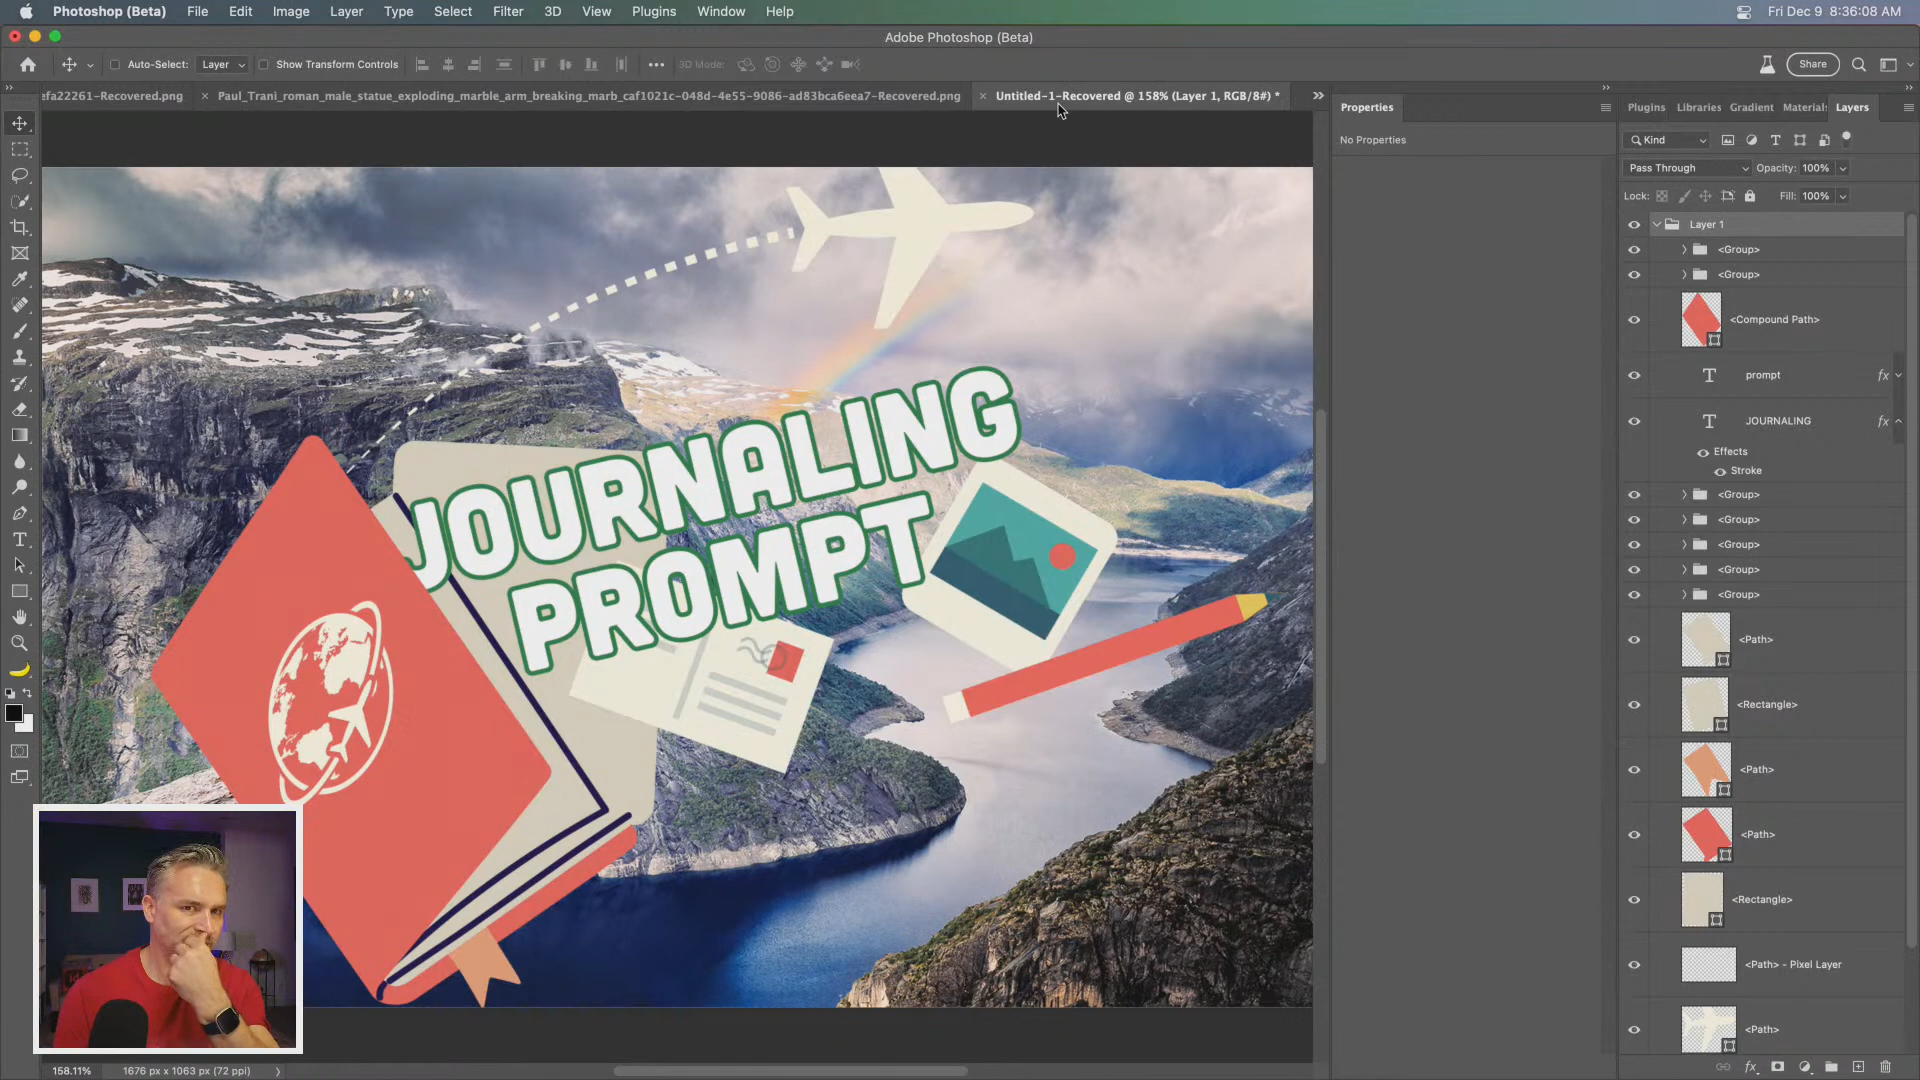 Photoshop (Beta) File Edit Image Layer Type Select Filter 3D View Plugins Window Help Fri Dec 9 8:36:08 AM
Adobe Photoshop (Beta)
Auto-Select: Layer Show Transform Controls 3D Mode: Share
efa22261-Recovered.png Paul_Trani_roman_male_statue_exploding_marble_arm_breaking_marb_caf1021c-048d-4e55-9086-ad83bca6eea7-Recovered.png Untitled-1-Recovered @ 158% (Layer 1, RGB/8#) *
Properties
No Properties
Plugins Libraries Gradient Materials Layers
Kind
Pass Through Opacity: 100%
Lock: Fill: 100%
Layer 1
<Group>
<Group>
<Compound Path>
T prompt fx
T JOURNALING fx
Effects
Stroke
<Group>
<Group>
<Group>
<Group>
<Group>
<Path>
<Rectangle>
<Path>
<Path>
<Rectangle>
<Path> - Pixel Layer
<Path>
JOURNALING
PROMPT
158.11% 1676 px x 1063 px (72 ppi)